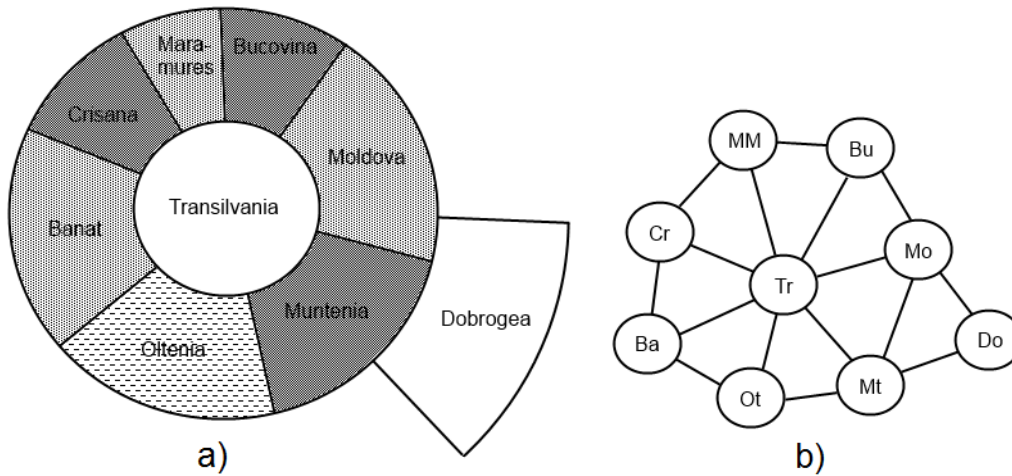 Mara-
mures
Bucovina
Crisana
Moldova
Transilvania
Banat
Muntenia
Dobrogea
Oltenia
a)
MM
Bu
Cr
Mo
Tr
Ba
Do
Ot
Mt
b)